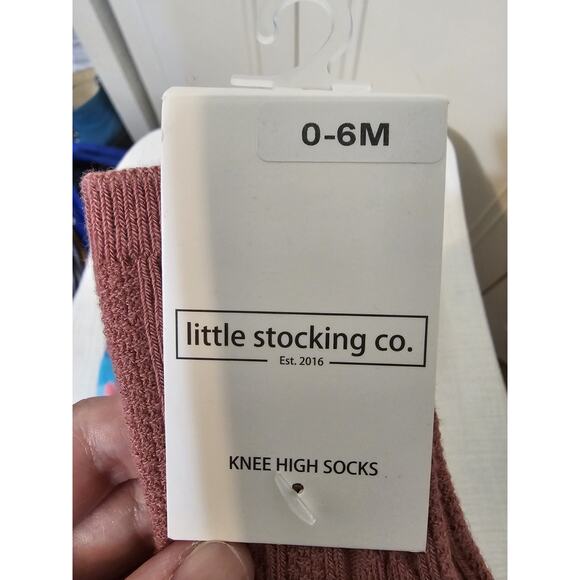 0-6M
little stocking co.
Est. 2016
KNEE HIGH SOCKS